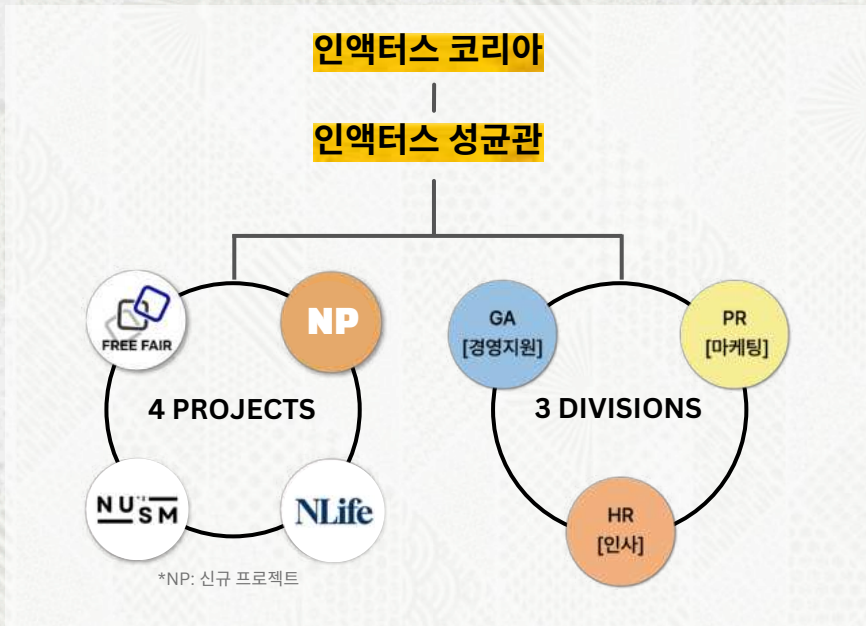 인액터스 코리아
인액터스 성균관
FREE FAIR
NP
4 PROJECTS
NUSM
NLife
*NP: 신규 프로젝트
GA
[경영지원]
PR
[마케팅]
3 DIVISIONS
HR
[인사]